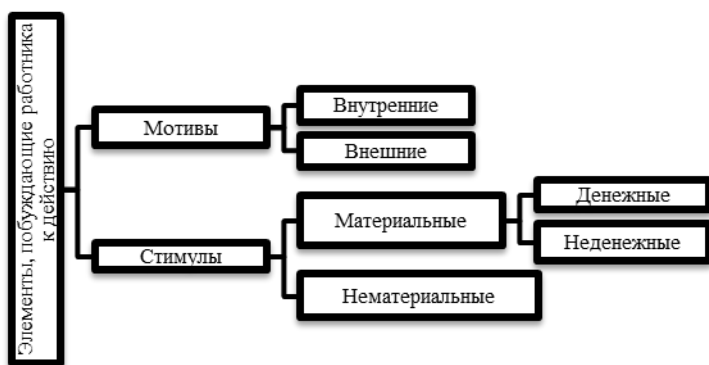 Элементы, побуждающие работника
к действию
Мотивы
Внутренние
Внешние
Стимулы
Материальные
Денежные
Неденежные
Нематериальные